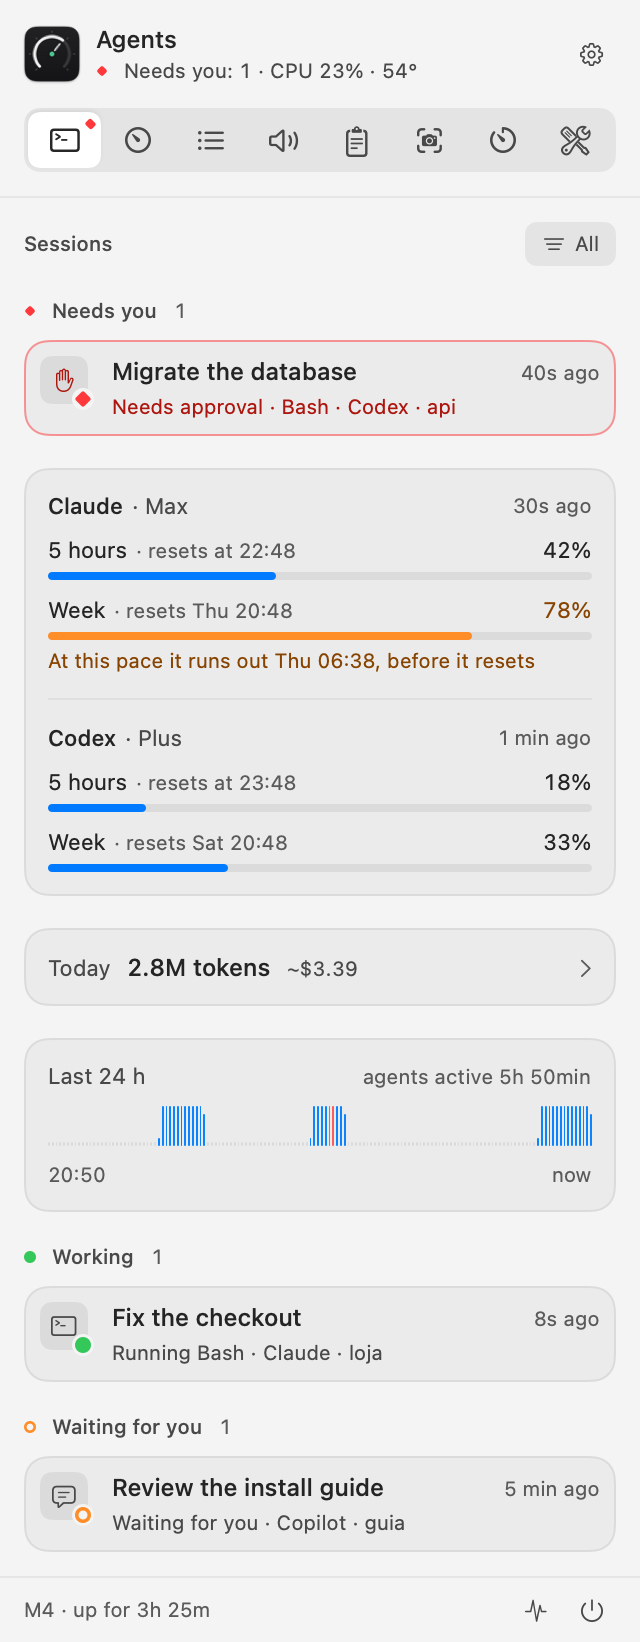 Agents
Needs you: 1 · CPU 23% · 54°
Sessions
All
Needs you 1
Migrate the database 40s ago
Needs approval · Bash · Codex · api
Claude · Max 30s ago
5 hours · resets at 22:48 42%
Week · resets Thu 20:48 78%
At this pace it runs out Thu 06:38, before it resets
Codex · Plus 1 min ago
5 hours · resets at 23:48 18%
Week · resets Sat 20:48 33%
Today 2.8M tokens ~$3.39
Last 24 h agents active 5h 50min
20:50 now
Working 1
Fix the checkout 8s ago
Running Bash · Claude · loja
Waiting for you 1
Review the install guide 5 min ago
Waiting for you · Copilot · guia
M4 · up for 3h 25m